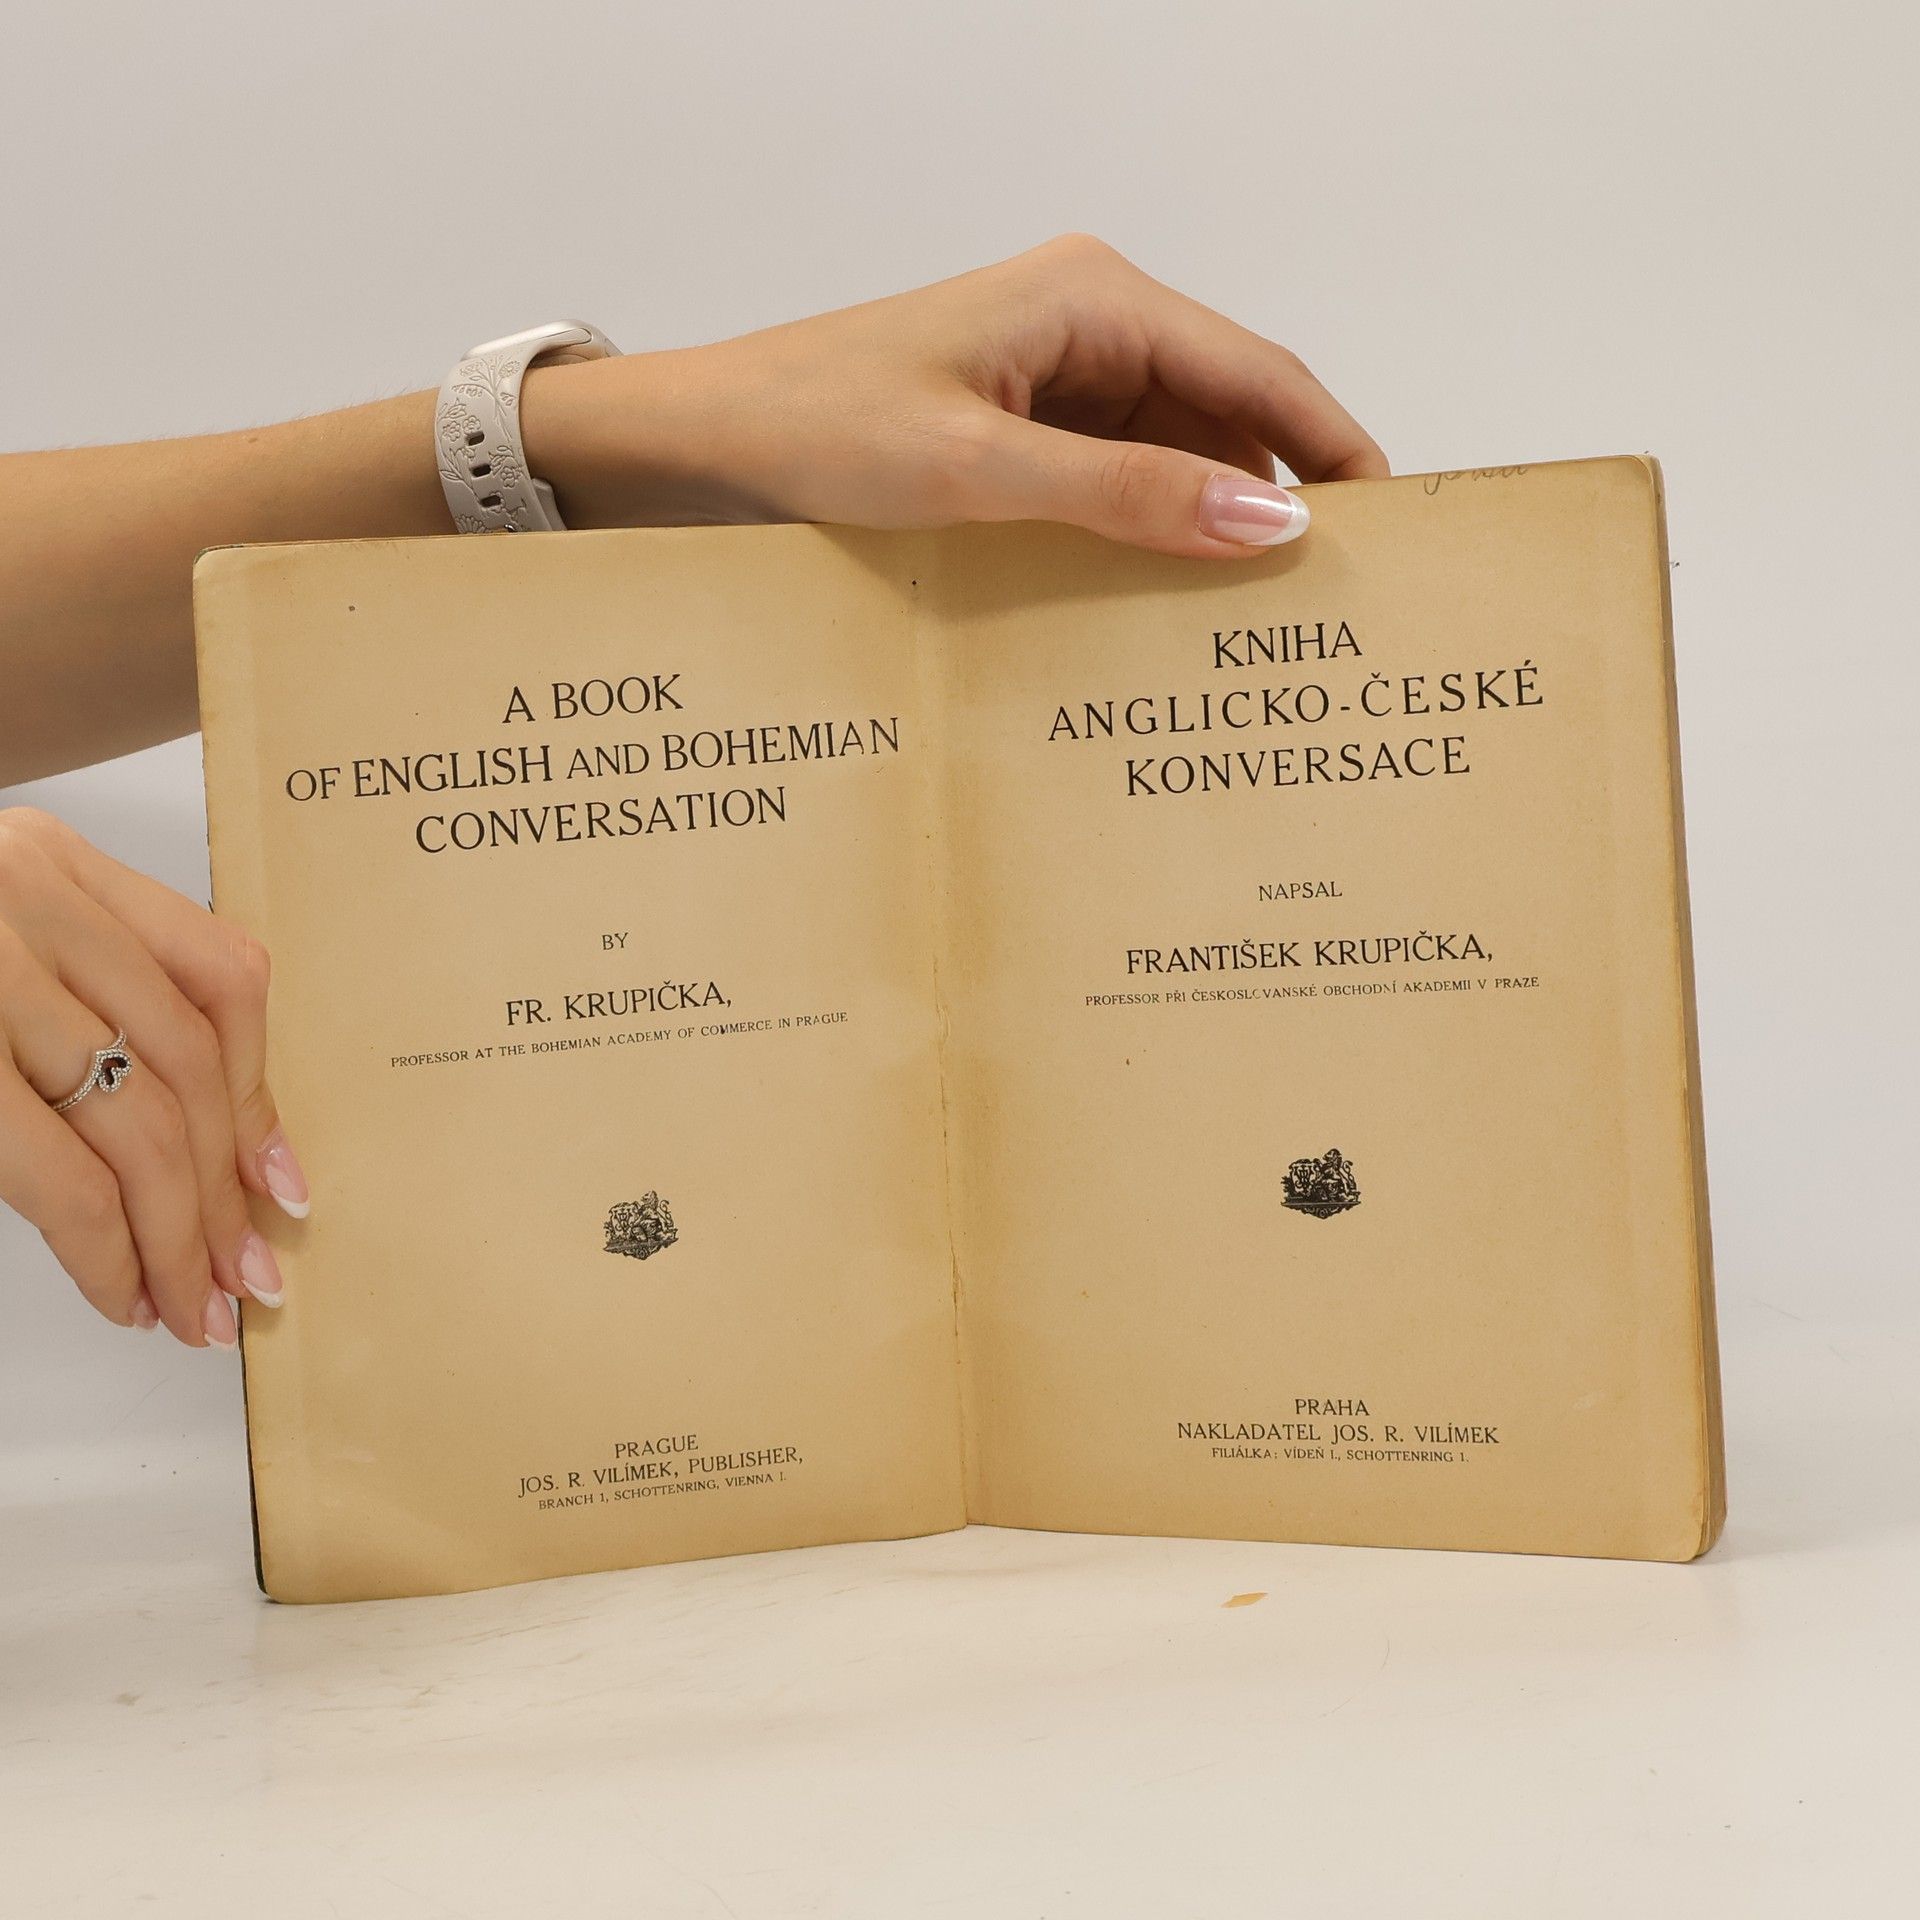 A BOOK
OF ENGLISH AND BOHEMIAN
CONVERSATION
BY
FR. KRUPIČKA,
PROFESSOR AT THE BOHEMIAN ACADEMY OF COMMERCE IN PRAGUE
PRAGUE
JOS. R. VILÍMEK, PUBLISHER,
BRANCH 1, SCHOTTENRING, VIENNA I.
KNIHA
ANGLICKO-ČESKÉ
KONVERSACE
NAPSAL
FRANTIŠEK KRUPIČKA,
PROFESSOR PŘI ČESKOSLOVANSKÉ OBCHODNÍ AKADEMII V PRAZE
PRAHA
NAKLADATEL JOS. R. VILÍMEK
FILIÁLKA: VÍDEŇ I., SCHOTTENRING 1.